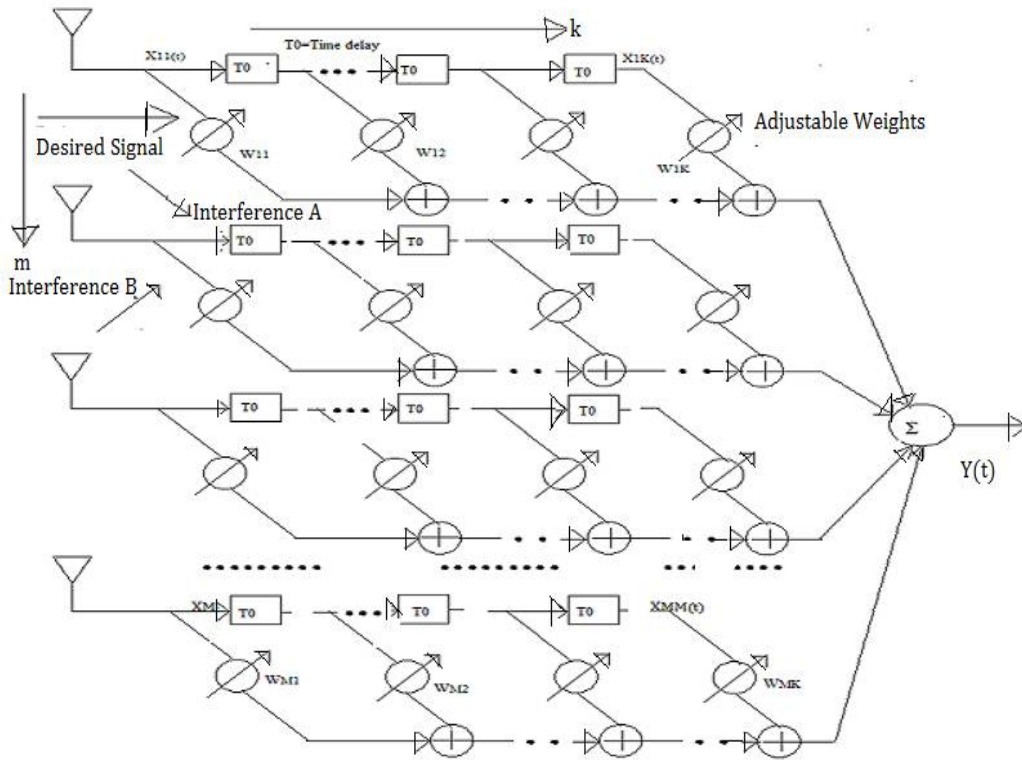 k
T0=Time delay
X11(t) T0 T0 T0 X1K(t)
Desired Signal
W11 W12 W1K Adjustable Weights
Interference A
m
T0 T0 T0
Interference B
T0 T0 T0
Σ
Y(t)
XM T0 T0 T0 XMM(t)
WM1 WM2 WMK